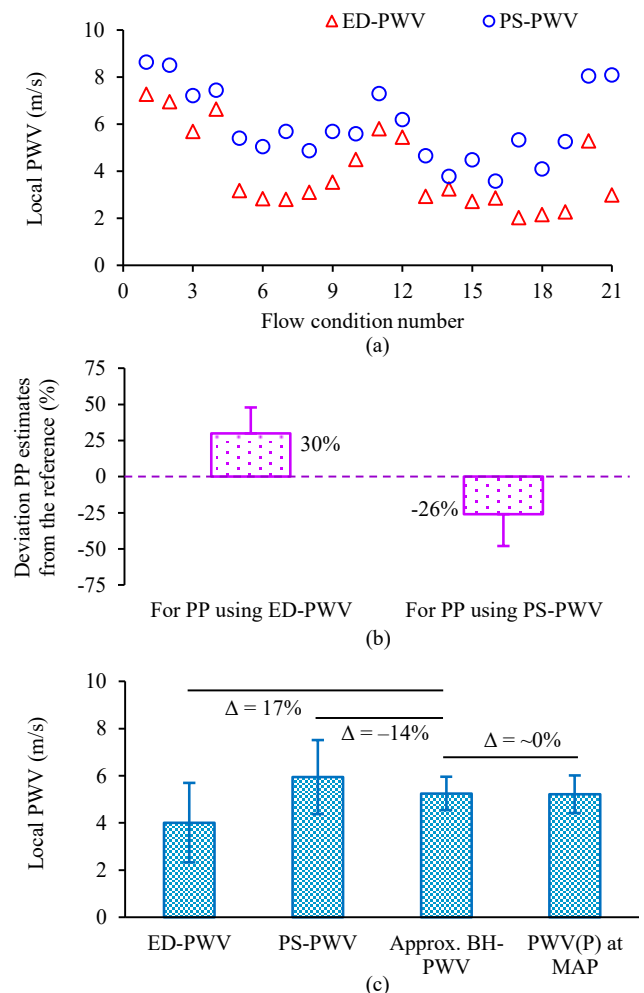 ED-PWV
PS-PWV
10
8
6
4
2
0
Local PWV (m/s)
0
3
6
9
12
15
18
21
Flow condition number
(a)
75
50
25
0
-25
-50
-75
Deviation PP estimates
from the reference (%)
30%
-26%
For PP using ED-PWV
For PP using PS-PWV
(b)
10
8
6
4
2
0
Local PWV (m/s)
Δ = 17%
Δ = –14%
Δ = ~0%
ED-PWV
PS-PWV
Approx. BH-
PWV
PWV(P) at
MAP
(c)